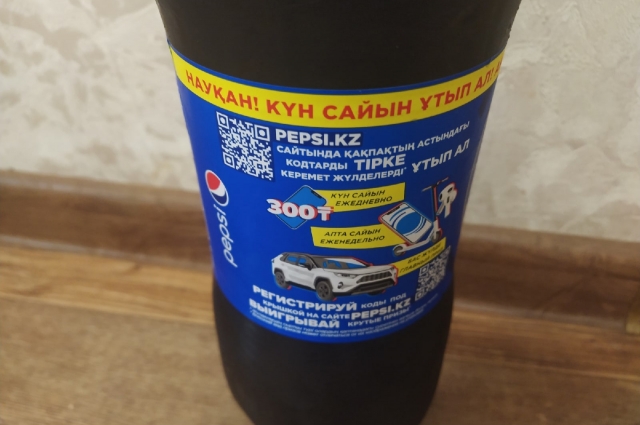 НАУҚАН! КҮН САЙЫН ҰТЫП АЛ!
PEPSI.KZ
САЙТЫНДА ҚАҚПАҚТЫҢ АСТЫНДАҒЫ
КОДТАРДЫ ТІРКЕ
КЕРЕМЕТ ЖҮЛДЕЛЕРДІ ҰТЫП АЛ
pepsi
300₸
КҮН САЙЫН
ЕЖЕДНЕВНО
АПТА САЙЫН
ЕЖЕНЕДЕЛЬНО
БАС
РЕГИСТРИРУЙ КОДЫ ПОД
КРЫШКОЙ НА САЙТЕ PEPSI.KZ
ВЫИГРЫВАЙ КРУТЫЕ ПРИЗЫ